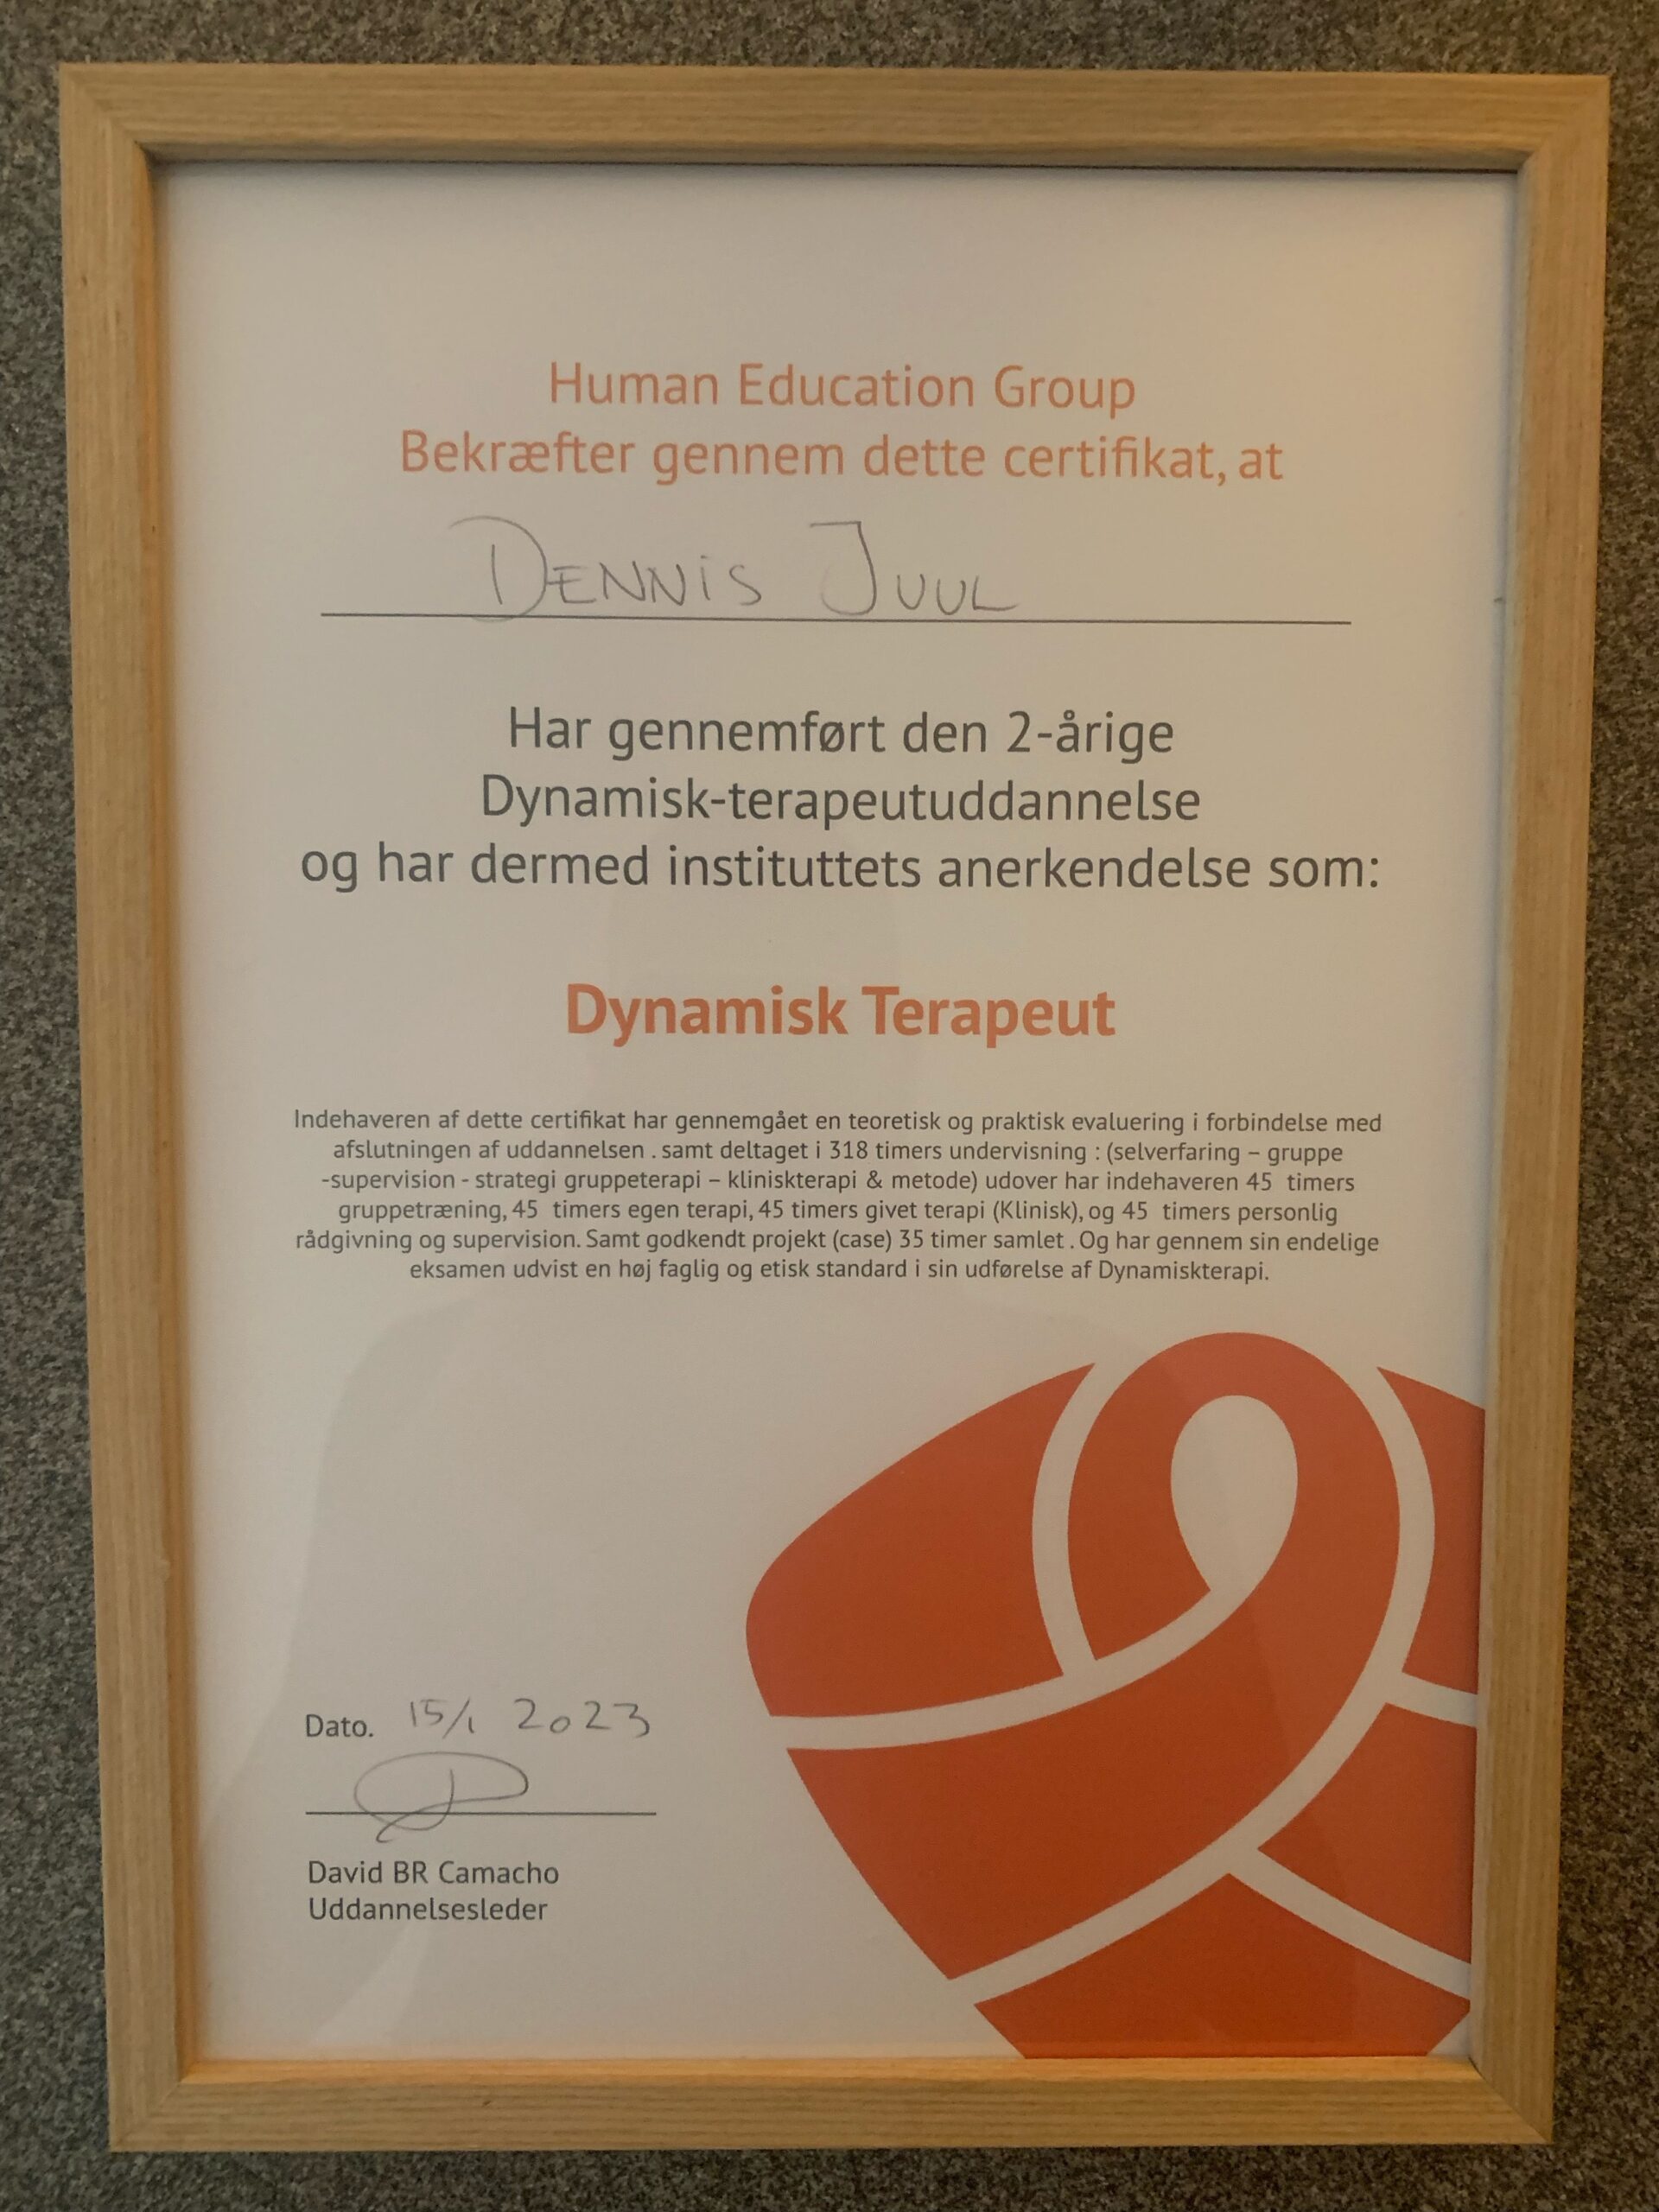 Human Education Group
Bekræfter gennem dette certifikat, at
DENNiS JUUL
Har gennemført den 2-årige
Dynamisk-terapeutuddannelse
og har dermed instituttets anerkendelse som:
Dynamisk Terapeut
Indehaveren af dette certifikat har gennemgået en teoretisk og praktisk evaluering i forbindelse med
afslutningen af uddannelsen . samt deltaget i 318 timers undervisning : (selverfaring – gruppe
-supervision - strategi gruppeterapi – kliniskterapi & metode) udover har indehaveren 45 timers
gruppetræning, 45 timers egen terapi, 45 timers givet terapi (Klinisk), og 45 timers personlig
rådgivning og supervision. Samt godkendt projekt (case) 35 timer samlet . Og har gennem sin endelige
eksamen udvist en høj faglig og etisk standard i sin udførelse af Dynamiskterapi.
Dato. 15/1 2023
David BR Camacho
Uddannelsesleder